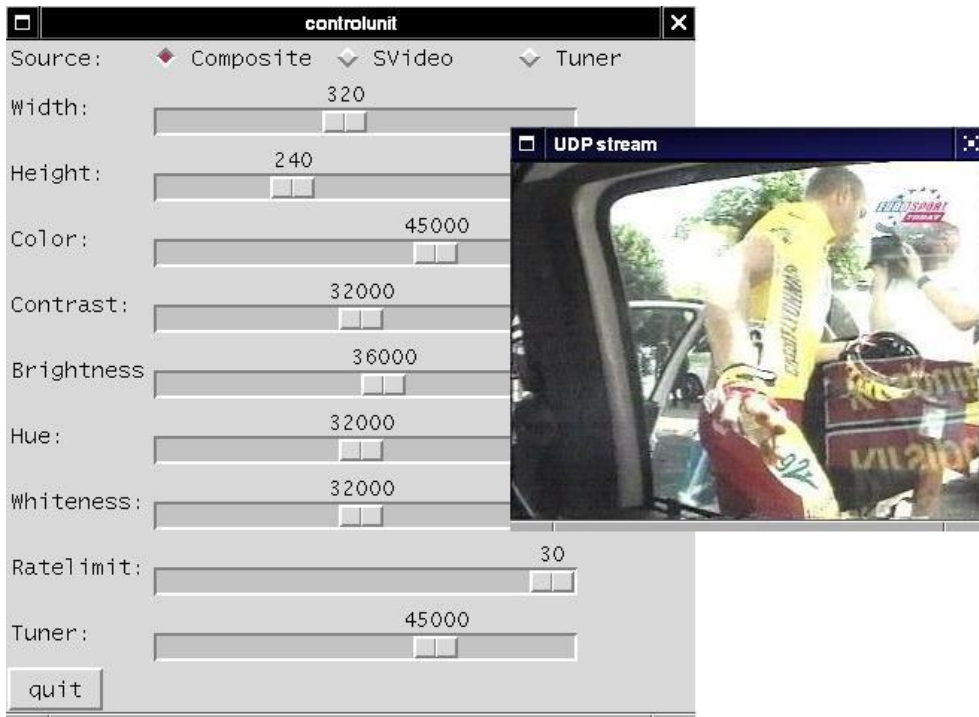 controlunit
Source: Composite SVideo Tuner
Width: 320
Height: 240
Color: 45000
Contrast: 32000
Brightness 36000
Hue: 32000
Whiteness: 32000
Ratelimit: 30
Tuner: 45000
quit
UDP stream
EUROSPORT
TODAY